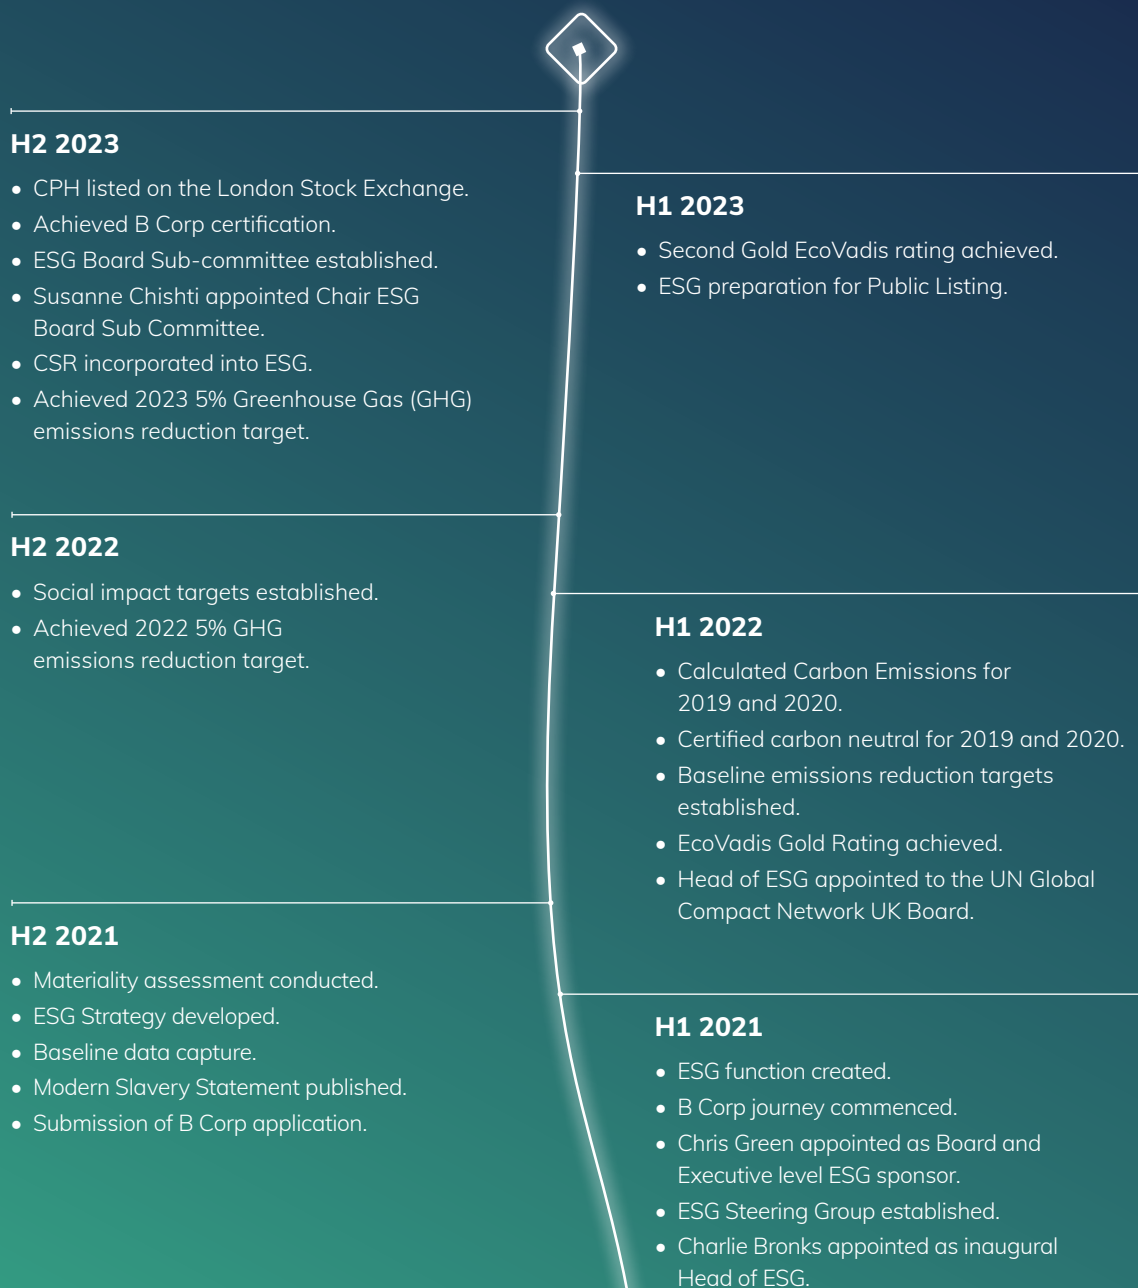 H2 2023
• CPH listed on the London Stock Exchange.
• Achieved B Corp certification.
• ESG Board Sub-committee established.
• Susanne Chishti appointed Chair ESG
Board Sub Committee.
• CSR incorporated into ESG.
• Achieved 2023 5% Greenhouse Gas (GHG)
emissions reduction target.
H1 2023
• Second Gold EcoVadis rating achieved.
• ESG preparation for Public Listing.
H2 2022
• Social impact targets established.
• Achieved 2022 5% GHG
emissions reduction target.
H1 2022
• Calculated Carbon Emissions for
2019 and 2020.
• Certified carbon neutral for 2019 and 2020.
• Baseline emissions reduction targets
established.
• EcoVadis Gold Rating achieved.
• Head of ESG appointed to the UN Global
Compact Network UK Board.
H2 2021
• Materiality assessment conducted.
• ESG Strategy developed.
• Baseline data capture.
• Modern Slavery Statement published.
• Submission of B Corp application.
H1 2021
• ESG function created.
• B Corp journey commenced.
• Chris Green appointed as Board and
Executive level ESG sponsor.
• ESG Steering Group established.
• Charlie Bronks appointed as inaugural
Head of ESG.